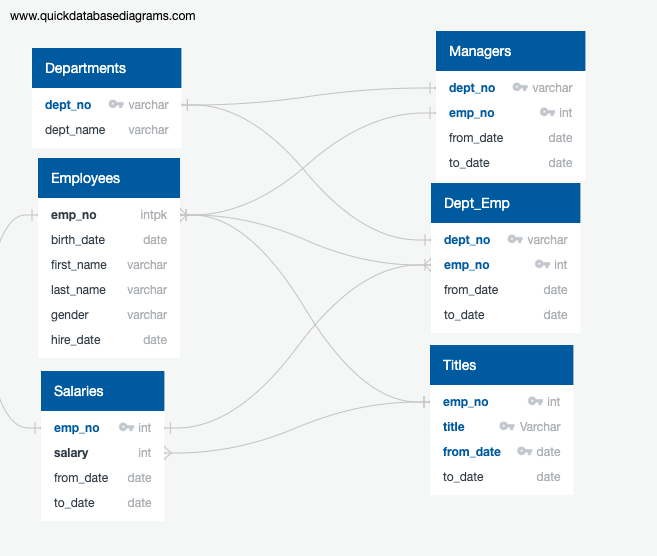 www.quickdatabasediagrams.com
Departments
dept_no varchar
dept_name varchar
Employees
emp_no intpk
birth_date date
first_name varchar
last_name varchar
gender varchar
hire_date date
Salaries
emp_no int
salary int
from_date date
to_date date
Managers
dept_no varchar
emp_no int
from_date date
to_date date
Dept_Emp
dept_no varchar
emp_no int
from_date date
to_date date
Titles
emp_no int
title Varchar
from_date date
to_date date